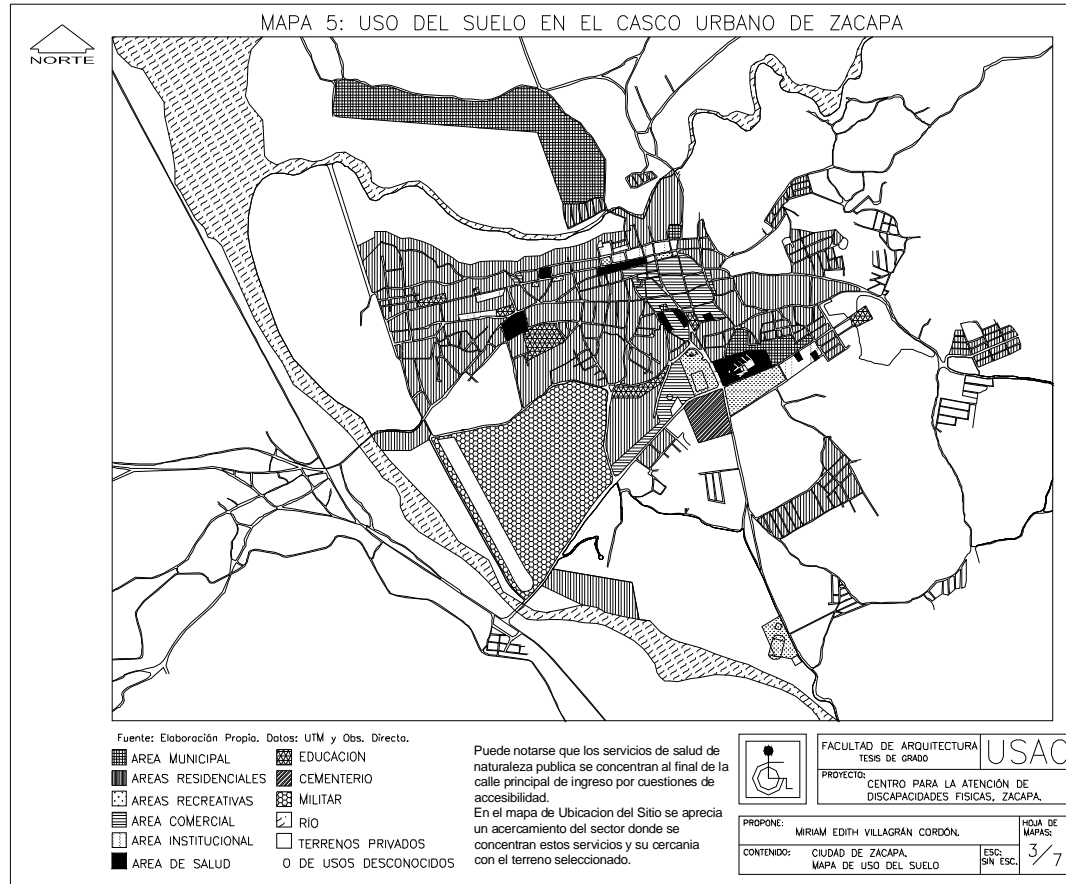 MAPA 5: USO DEL SUELO EN EL CASCO URBANO DE ZACAPA
NORTE
Fuente: Elaboración Propia. Datos: UTM y Obs. Directa.
AREA MUNICIPAL
AREAS RESIDENCIALES
AREAS RECREATIVAS
AREA COMERCIAL
AREA INSTITUCIONAL
AREA DE SALUD
EDUCACION
CEMENTERIO
MILITAR
RIO
TERRENOS PRIVADOS
O DE USOS DESCONOCIDOS
Puede notarse que los servicios de salud de
naturaleza publica se concentran al final de la
calle principal de ingreso por cuestiones de
accesibilidad.
En el mapa de Ubicacion del Sitio se aprecia
un acercamiento del sector donde se
concentran estos servicios y su cercania
con el terreno seleccionado.
FACULTAD DE ARQUITECTURA
TESIS DE GRADO
USAC
PROYECTO:
CENTRO PARA LA ATENCIÓN DE
DISCAPACIDADES FISICAS, ZACAPA.
PROPONE: MIRIAM EDITH VILLAGRÁN CORDÓN.
HOJA DE
MAPAS:
3/7
CONTENIDO: CIUDAD DE ZACAPA.
MAPA DE USO DEL SUELO
ESC:
SIN ESC.